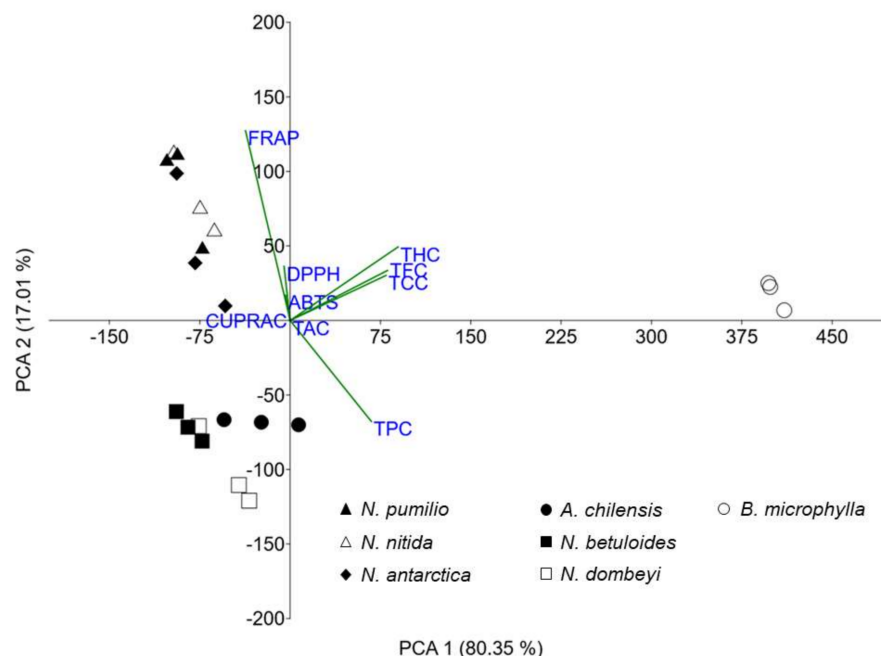 200
150
100
50
-50
-100
-150
-200
PCA 2 (17.01 %)
FRAP
DPPH
THC
TFC
TCC
ABTS
CUPRAC
TAC
-150 -75 75 150 225 300 375 450
TPC
N. pumilio A. chilensis B. microphylla
N. nitida N. betuloides
N. antarctica N. dombeyi
PCA 1 (80.35 %)